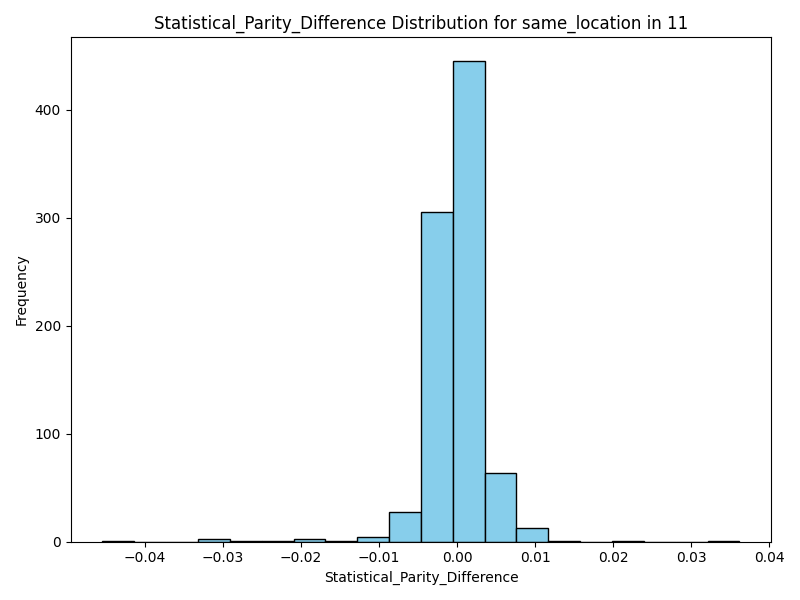 Statistical_Parity_Difference Distribution for same_location in 11
Frequency
400
300
200
100
0
−0.04 −0.03 −0.02 −0.01 0.00 0.01 0.02 0.03 0.04
Statistical_Parity_Difference